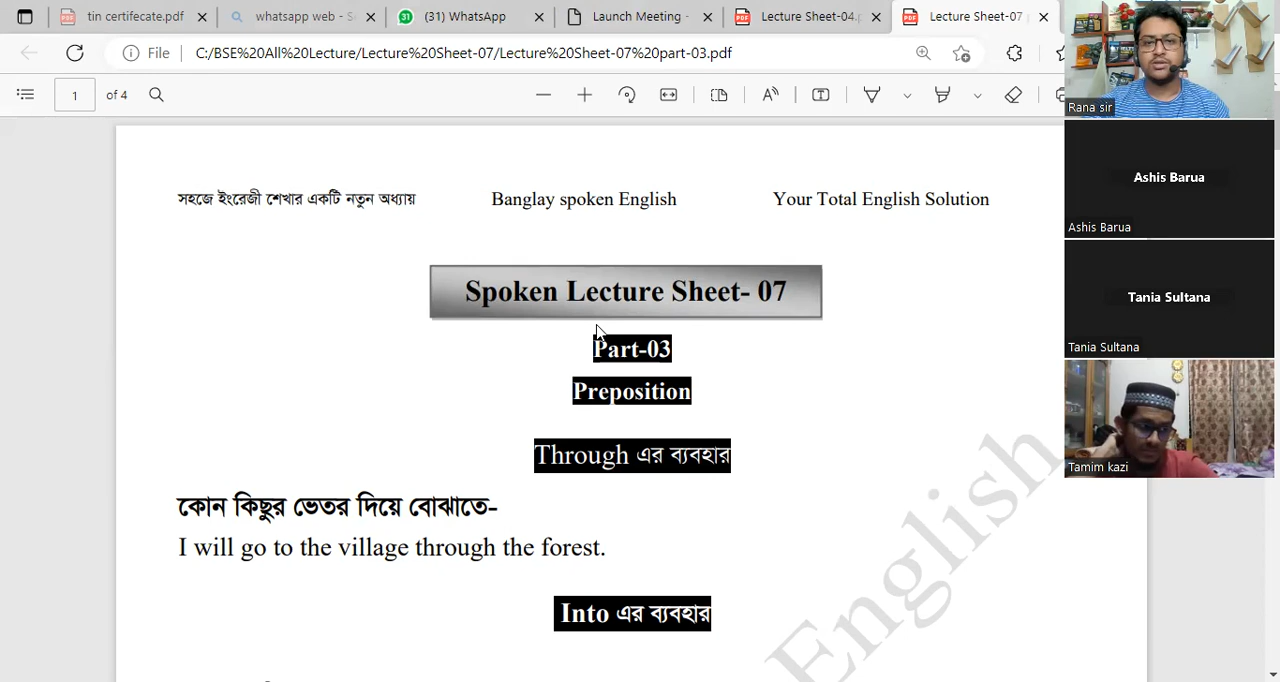 tin certifecate.pdf
whatsapp web - S
(31) WhatsApp
Launch Meeting -
Lecture Sheet-04.
Lecture Sheet-07
File
C:/BSE%20All%20Lecture/Lecture%20Sheet-07/Lecture%20Sheet-07%20part-03.pdf
1 of 4
সহজে ইংরেজী শেখার একটি নতুন অধ্যায় Banglay spoken English Your Total English Solution
Spoken Lecture Sheet- 07
Part-03
Preposition
Through এর ব্যবহার
কোন কিছুর ভেতর দিয়ে বোঝাতে-
I will go to the village through the forest.
Into এর ব্যবহার
English
Rana sir
Ashis Barua
Ashis Barua
Tania Sultana
Tania Sultana
Tamim kazi